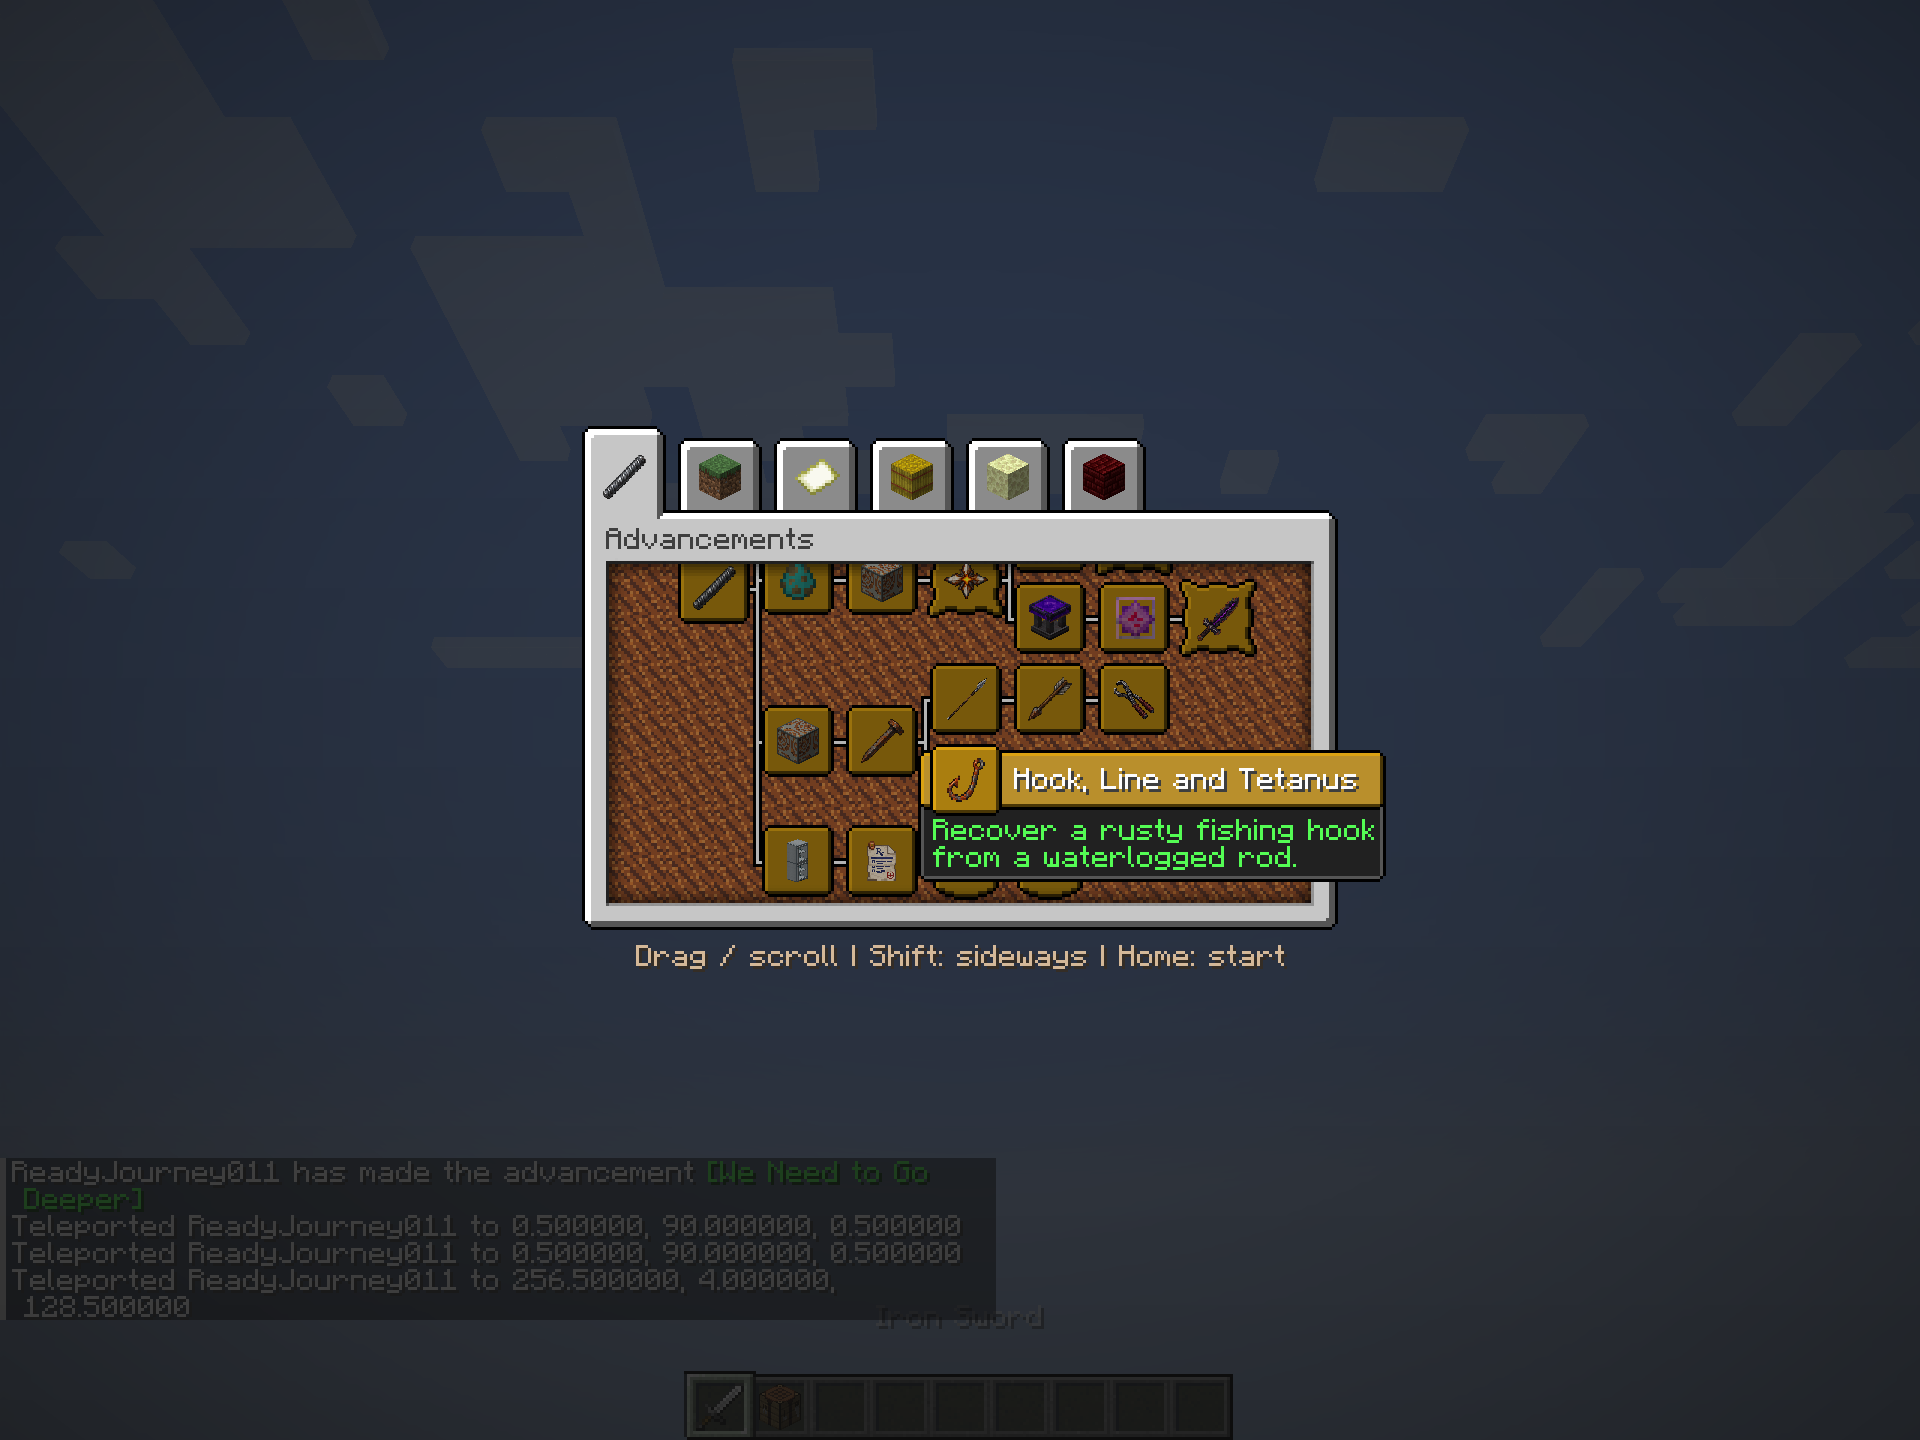 Advancements
Hook, Line and Tetanus
Recover a rusty fishing hook
from a waterlogged rod.
Drag / scroll | Shift: sideways | Home: start
ReadyJourney011 has made the advancement [We Need to Go
Deeper]
Teleported ReadyJourney011 to 0.500000, 90.000000, 0.500000
Teleported ReadyJourney011 to 0.500000, 90.000000, 0.500000
Teleported ReadyJourney011 to 256.500000, 4.000000,
128.500000
Iron Sword